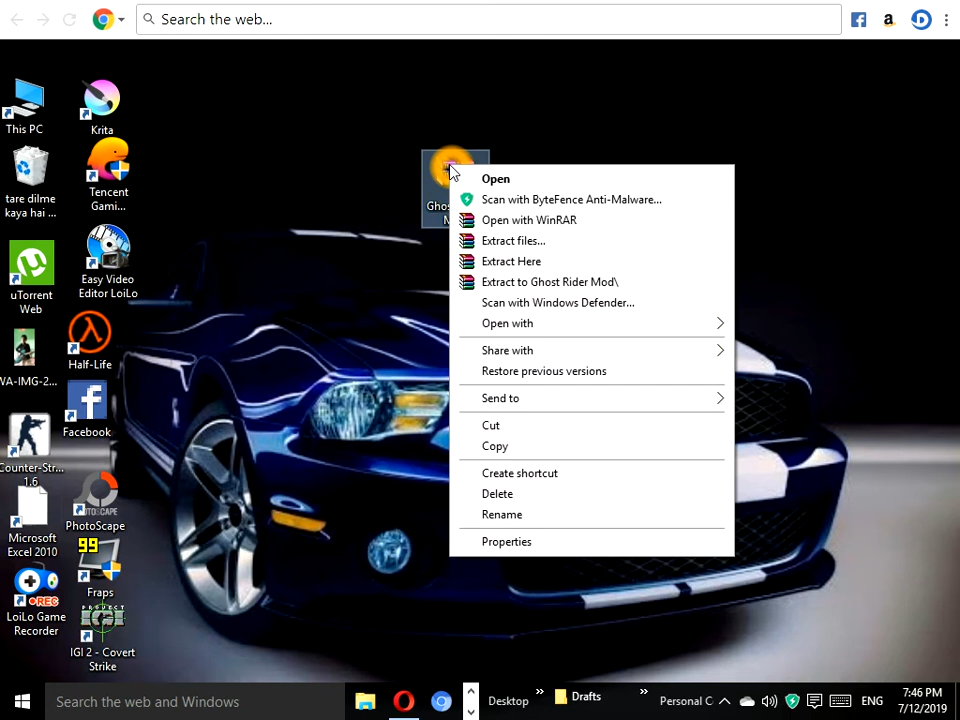 Search the web...
This PC
Krita
tare dilme
kaya hai ...
Tencent
Gami...
uTorrent
Web
Easy Video
Editor LoiLo
WA-IMG-2...
Half-Life
Facebook
Counter-Str...
1.6
PhotoScape
Microsoft
Excel 2010
99
Fraps
REC
LoiLo Game
Recorder
PROJECT
IGI 2 - Covert
Strike
Open
Scan with ByteFence Anti-Malware...
Open with WinRAR
Extract files...
Extract Here
Extract to Ghost Rider Mod\
Scan with Windows Defender...
Open with
Share with
Restore previous versions
Send to
Cut
Copy
Create shortcut
Delete
Rename
Properties
Search the web and Windows
Desktop
Drafts
Personal C
ENG
7:46 PM
7/12/2019